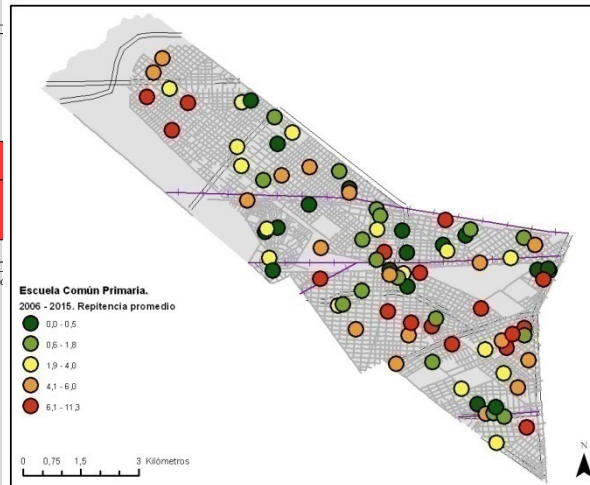 Escuela Común Primaria.
2006 - 2015. Repitencia promedio
0,0 - 0,5
0,6 - 1,8
1,9 - 4,0
4,1 - 6,0
6,1 - 11,3
0 0,75 1,5 3 Kilómetros
N